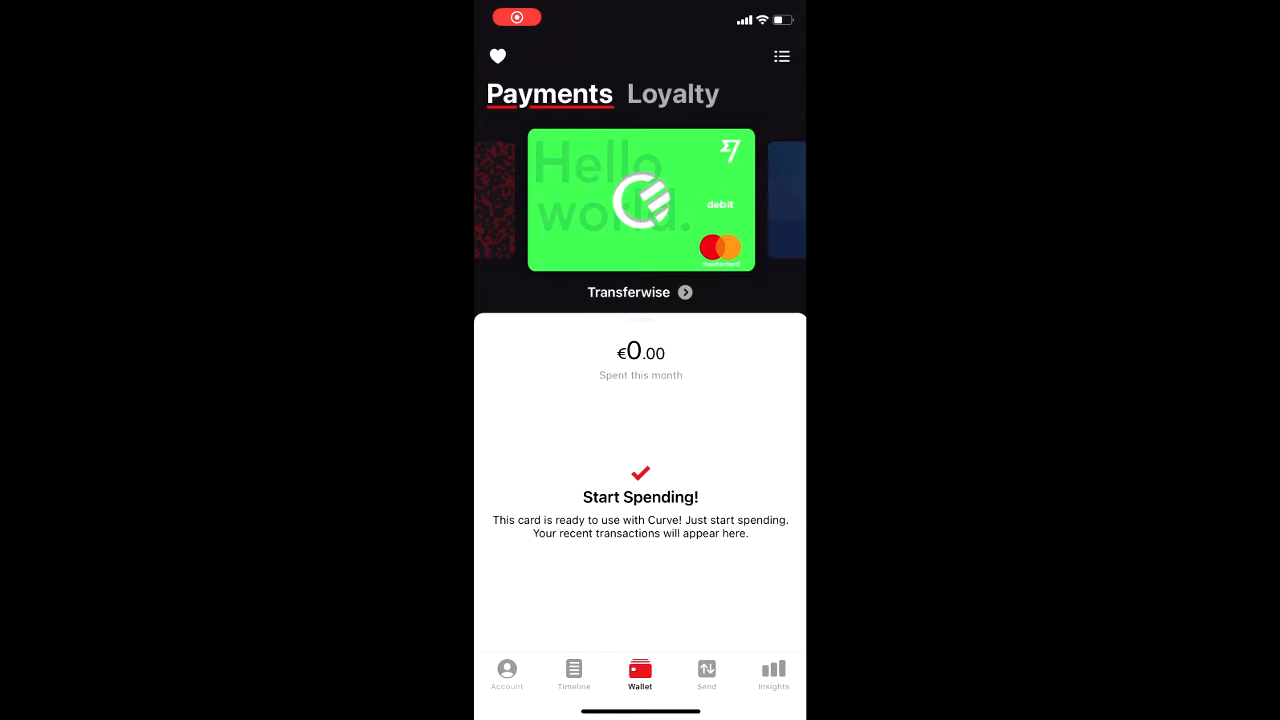 Payments Loyalty
Hello
world.
debit
mastercard
Transferwise
€0.00
Spent this month
Start Spending!
This card is ready to use with Curve! Just start spending.
Your recent transactions will appear here.
Account Timeline Wallet Send Insights